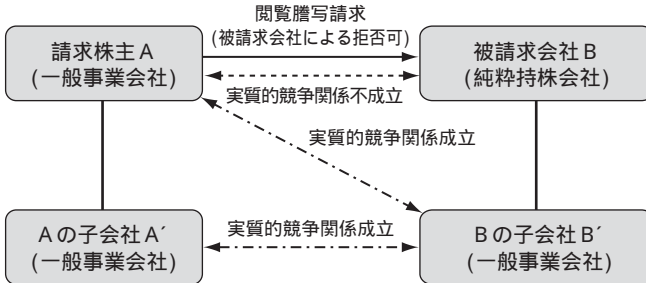 閲覧謄写請求
(被請求会社による拒否可)
請求株主A
(一般事業会社)
被請求会社B
(純粋持株会社)
実質的競争関係不成立
実質的競争関係成立
実質的競争関係成立
Aの子会社A´
(一般事業会社)
Bの子会社B´
(一般事業会社)